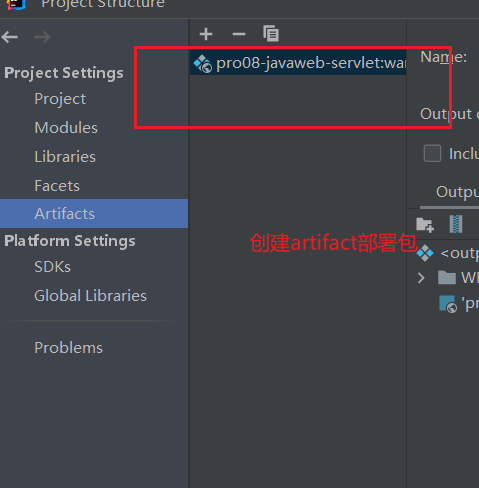 Project Structure
Project Settings
Project
Modules
Libraries
Facets
Artifacts
Platform Settings
SDKs
Global Libraries
Problems
pro08-javaweb-servlet:war
Name:
Output
Inclu
Outpu
创建artifact部署包
<outp
W
'pr